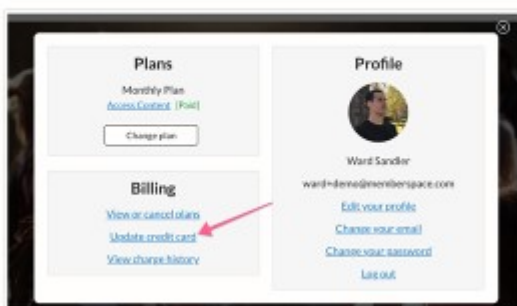 Plans
Monthly Plan
Access Content [Paid]
Change plan
Billing
View or cancel plans
Update credit card
View charge history
Profile
Ward Sandler
ward+demo@memberspace.com
Edit your profile
Change your email
Change your password
Log out